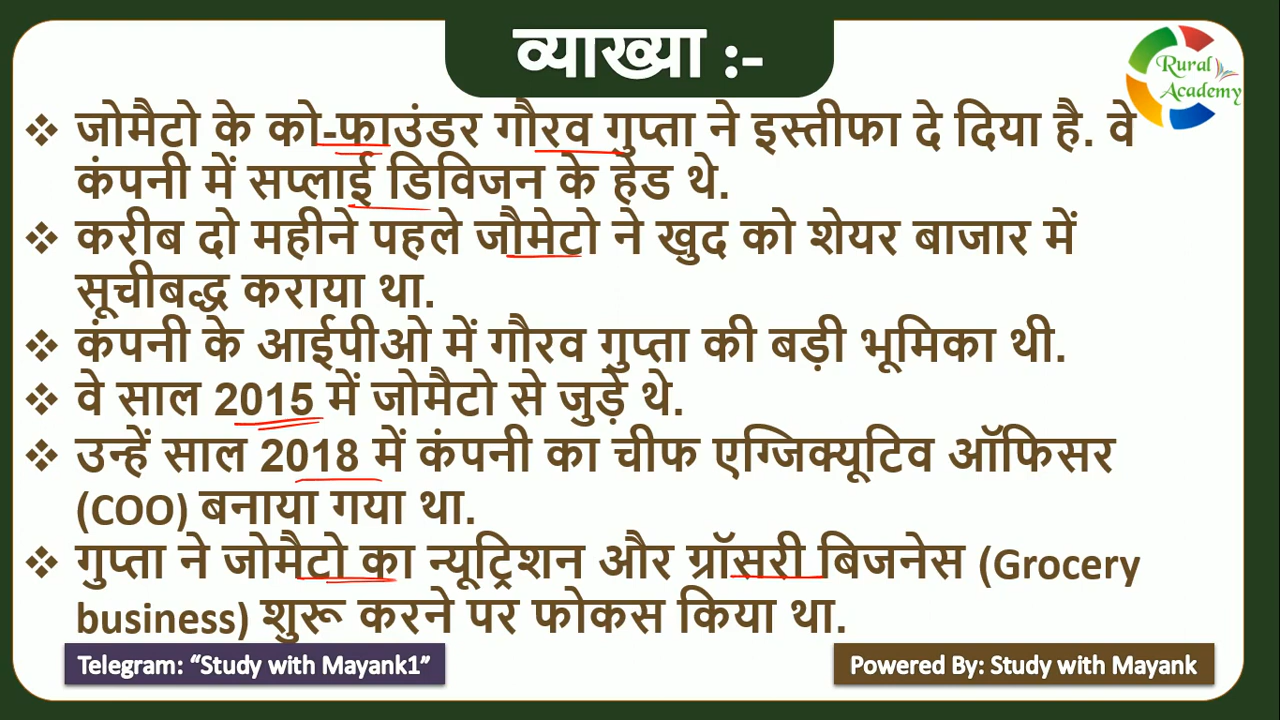 व्याख्या :-
Rural
Academy
❖ जोमैटो के को-फाउंडर गौरव गुप्ता ने इस्तीफा दे दिया है. वे
कंपनी में सप्लाई डिविजन के हेड थे.
❖ करीब दो महीने पहले जौमेटो ने खुद को शेयर बाजार में
सूचीबद्ध कराया था.
❖ कंपनी के आईपीओ में गौरव गुप्ता की बड़ी भूमिका थी.
❖ वे साल 2015 में जोमैटो से जुड़े थे.
❖ उन्हें साल 2018 में कंपनी का चीफ एग्जिक्यूटिव ऑफिसर
(COO) बनाया गया था.
❖ गुप्ता ने जोमैटो का न्यूट्रिशन और ग्रॉसरी बिजनेस (Grocery
business) शुरू करने पर फोकस किया था.
Telegram: “Study with Mayank1”
Powered By: Study with Mayank